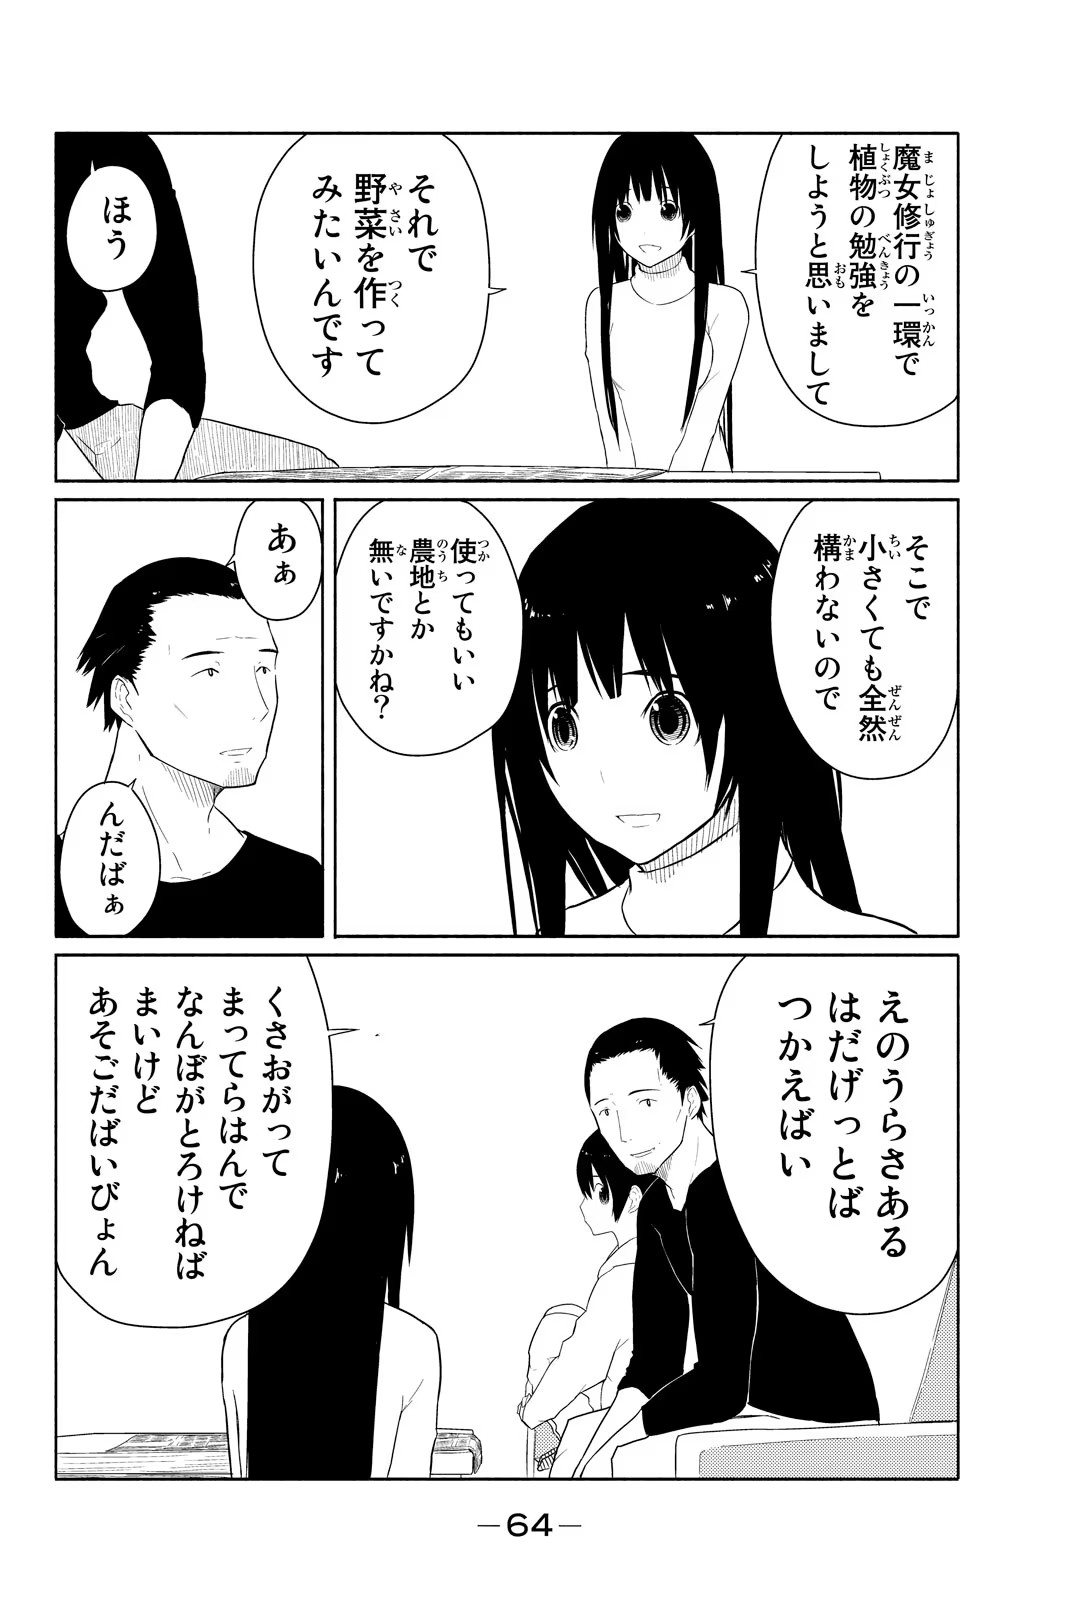 魔女修行の一環で
植物の勉強を
しようと思いまして
それで
野菜を作って
みたいんです
ほう
そこで
小さくても全然
構わないので
使ってもいい
農地とか
無いですかね?
あぁ
んだばぁ
えのうらさある
はだげっとば
つかえばい
くさおがって
まってらはんで
なんぼがとろけねば
まいけど
あそごだばいびょん
—64—